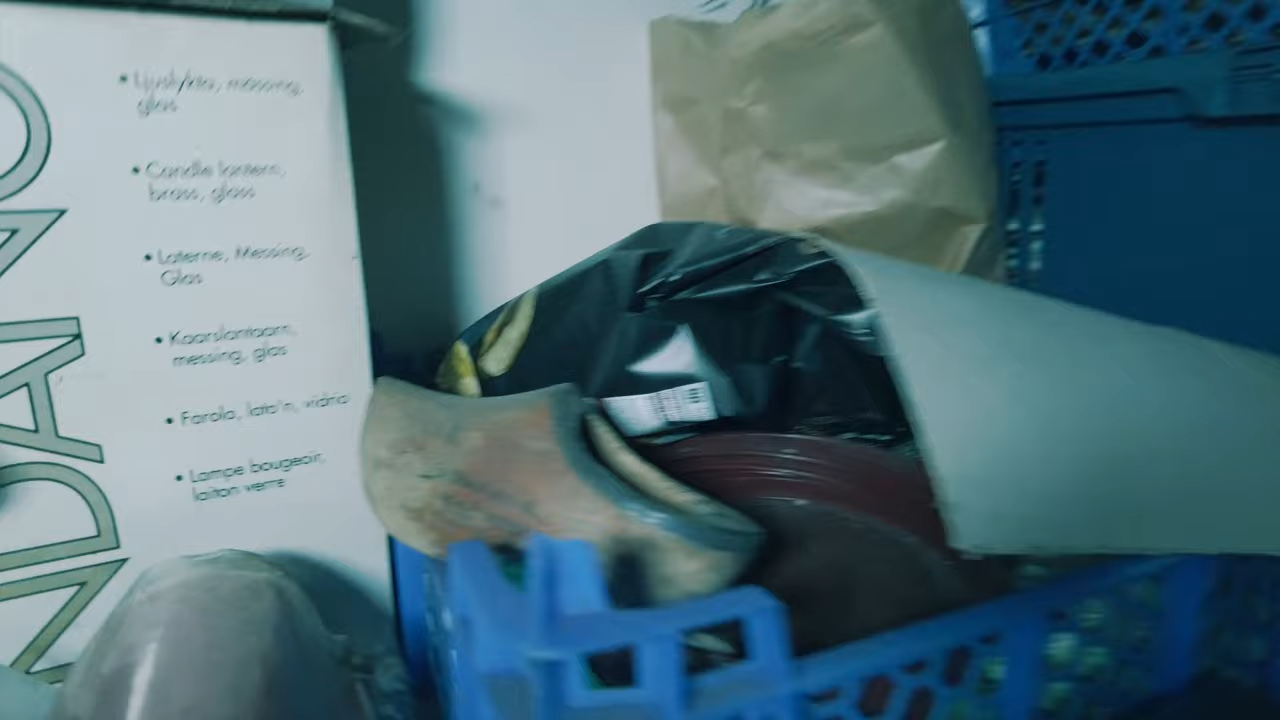 • Ljuslykta, mässing,
glas
• Candle lantern,
brass, glass
• Laterne, Messing,
Glas
• Kaarslantaarn,
messing, glas
• Farola, lato'n, vidrio
• Lampe bougeoir,
laiton verre